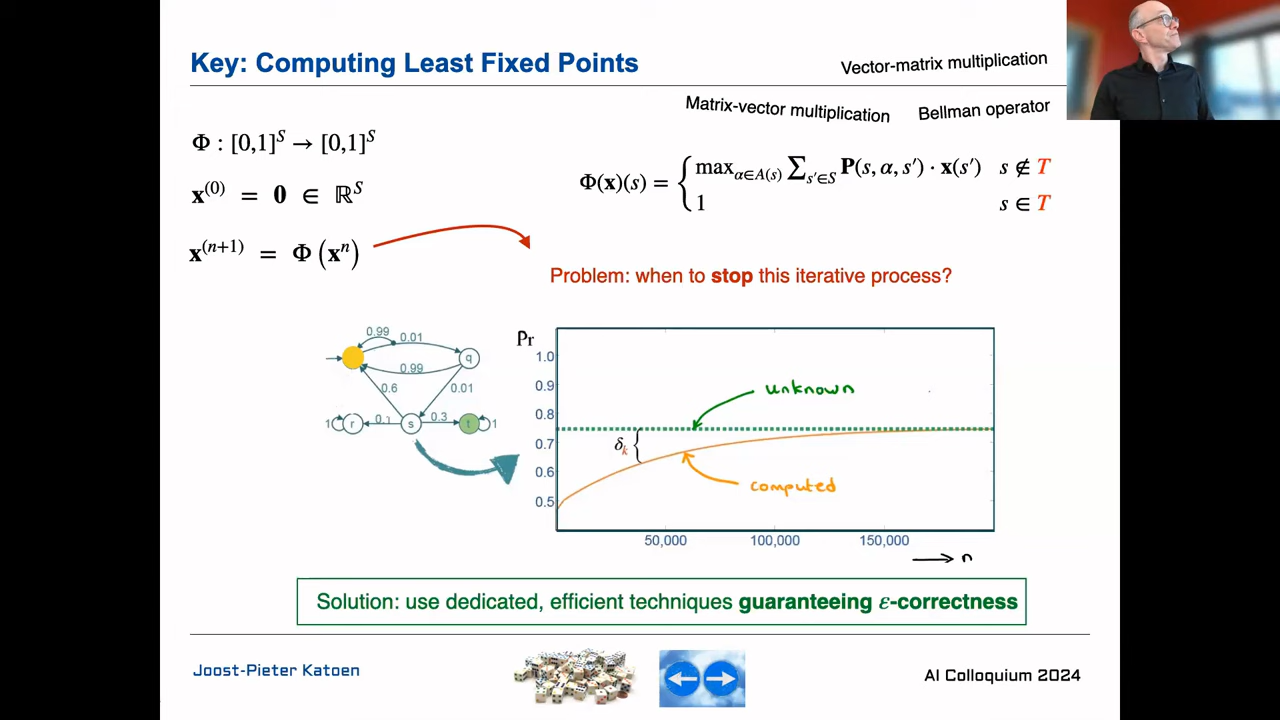 Key: Computing Least Fixed Points
Vector-matrix multiplication
Matrix-vector multiplication
Bellman operator
Φ : [0,1]^S → [0,1]^S
x^(0) = 0 ∈ ℝ^S
x^(n+1) = Φ (x^n)
Φ(x)(s) = { max_{α∈A(s)} ∑_{s′∈S} P(s, α, s′) · x(s′) s ∉ T
1 s ∈ T
Problem: when to stop this iterative process?
0.99
0.01
q
0.99
0.6
0.01
1
r
s
0.3
t
1
Pr
1.0
0.9
0.8
0.7
0.6
0.5
unknown
δ_k
computed
50,000
100,000
150,000
n
Solution: use dedicated, efficient techniques guaranteeing ε-correctness
Joost-Pieter Katoen
AI Colloquium 2024